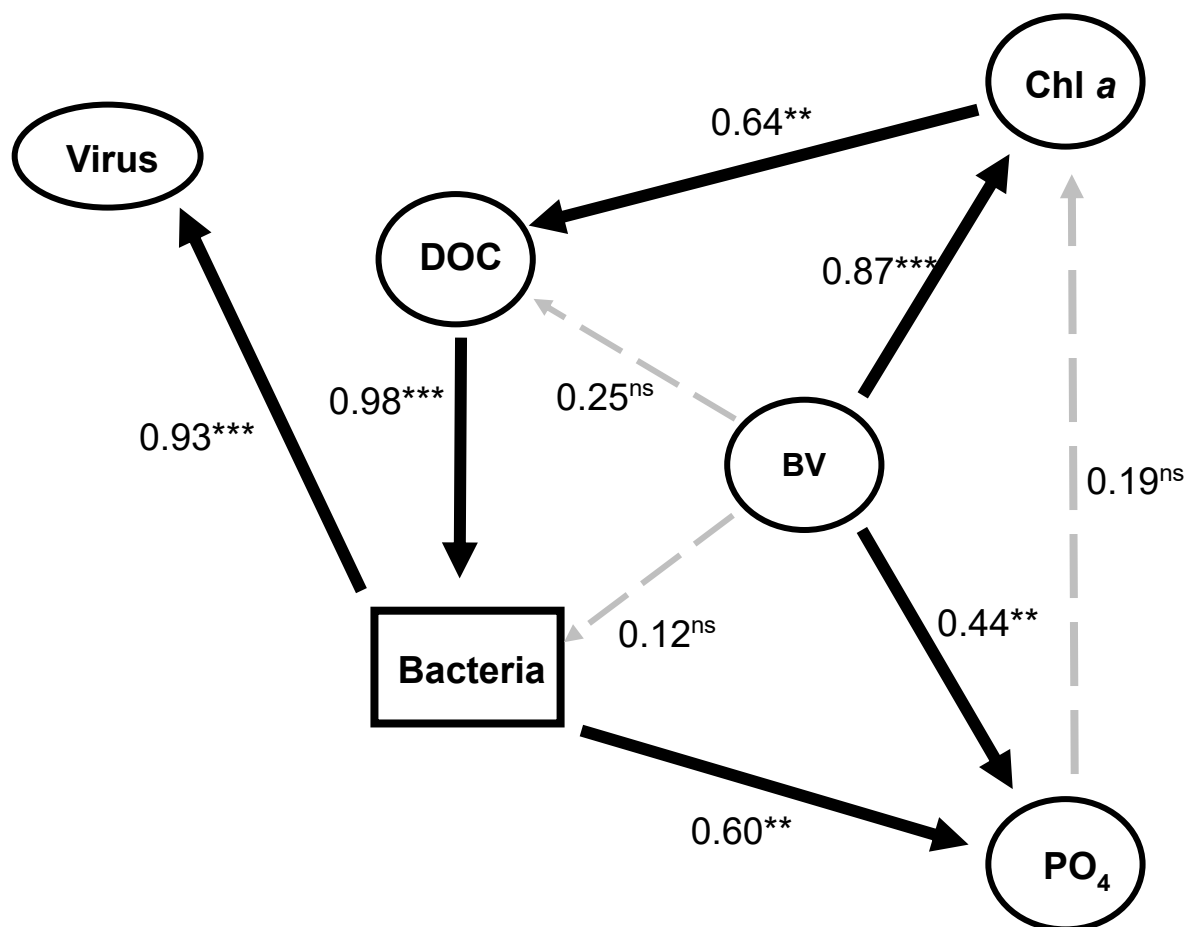 Chl a
0.64**
Virus
DOC
0.87***
0.98***
0.25ns
0.93***
BV
0.19ns
0.12ns
0.44**
Bacteria
0.60**
PO4